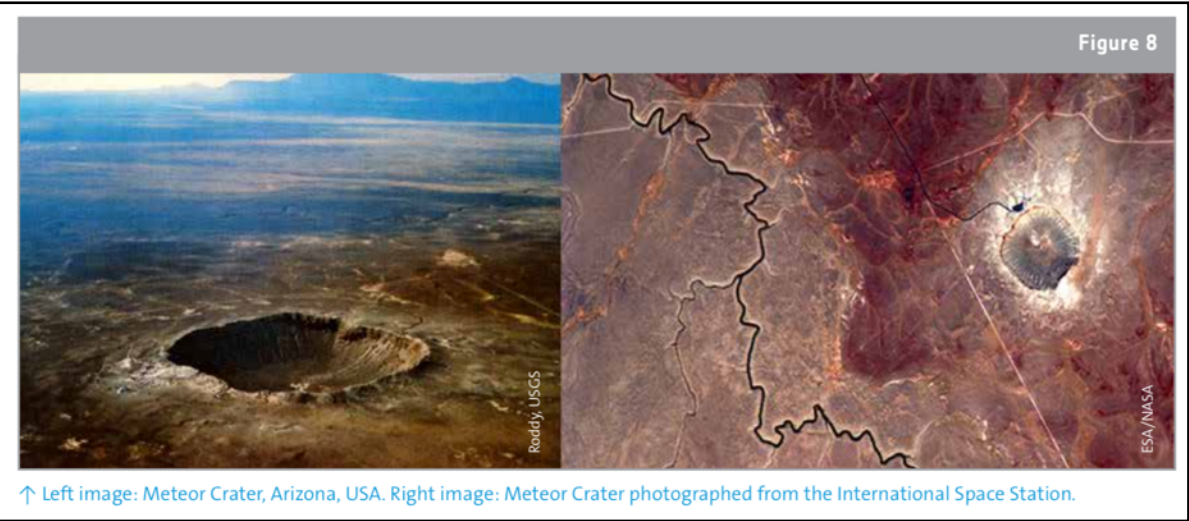 Figure 8
Roddy, USGS
ESA/NASA
↑ Left image: Meteor Crater, Arizona, USA. Right image: Meteor Crater photographed from the International Space Station.